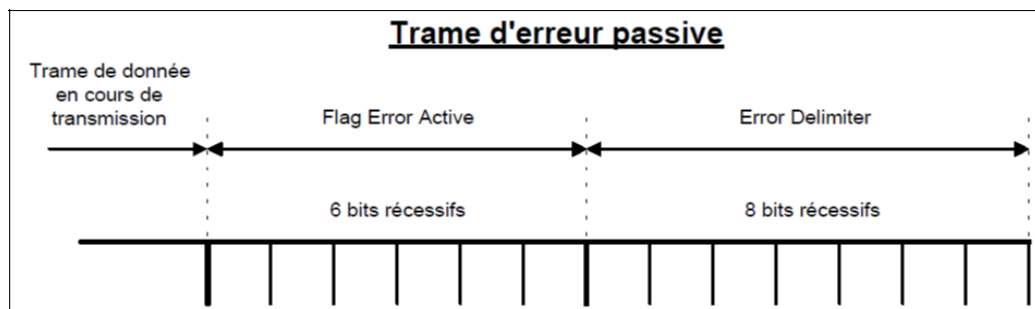 Trame d'erreur passive
Trame de donnée
en cours de
transmission
Flag Error Active
Error Delimiter
6 bits récessifs
8 bits récessifs